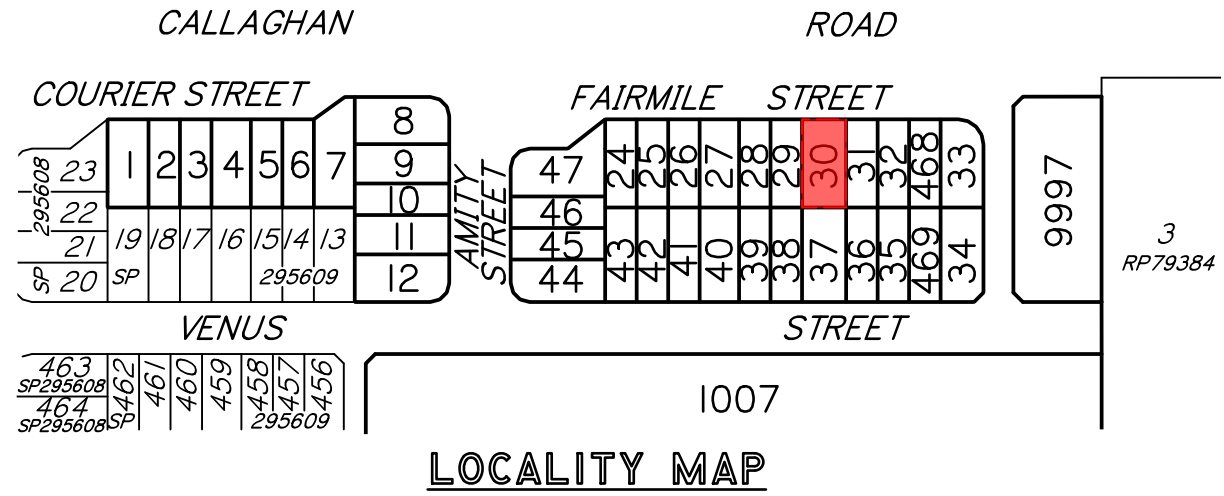 CALLAGHAN ROAD
COURIER STREET
FAIRMILE STREET
8
23 1 2 3 4 5 6 7 9
47 24 25 26 27 28 29 30 31 32 468 33
295608
22
10
46
21 19 18 17 16 15 14 13 11
45 43 42 41 40 39 38 37 36 35 469 34
SP 20 SP 295609 12
44
AMITY
STREET
9997
3
RP79384
VENUS STREET
463
SP295608
464
SP295608
462 461 460 459 458 457 456
SP 295609
1007
LOCALITY MAP